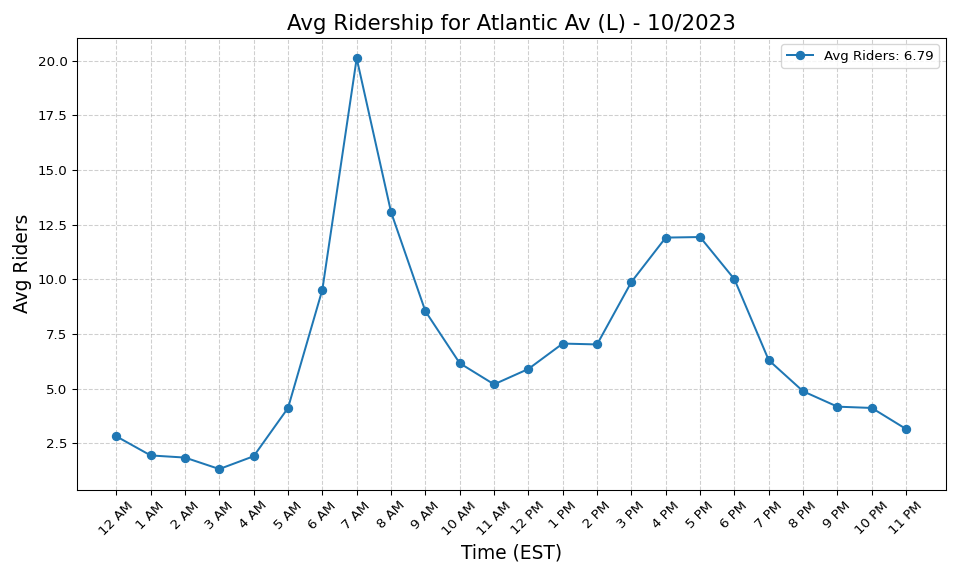 Avg Ridership for Atlantic Av (L) - 10/2023
Avg Riders: 6.79
Avg Riders
20.0
17.5
15.0
12.5
10.0
7.5
5.0
2.5
12 AM
1 AM
2 AM
3 AM
4 AM
5 AM
6 AM
7 AM
8 AM
9 AM
10 AM
11 AM
12 PM
1 PM
2 PM
3 PM
4 PM
5 PM
6 PM
7 PM
8 PM
9 PM
10 PM
11 PM
Time (EST)